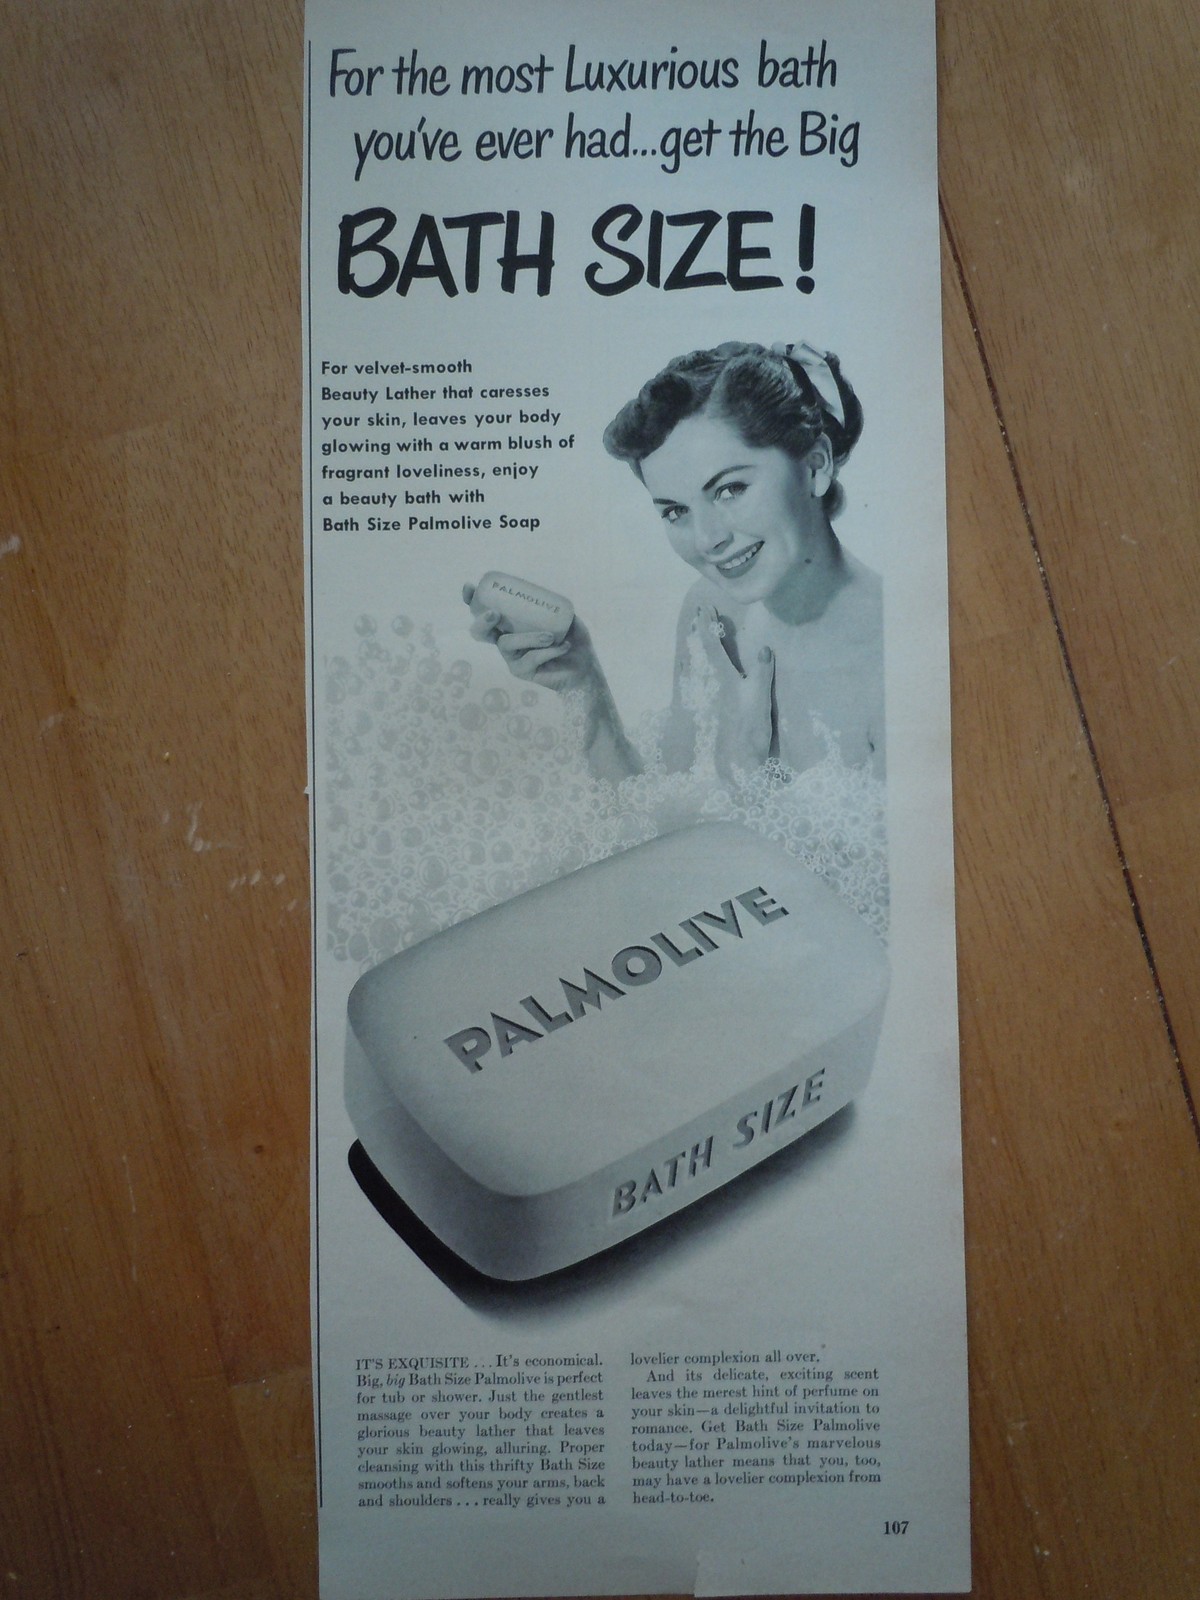 For the most Luxurious bath
you've ever had...get the Big
BATH SIZE!
For velvet-smooth
Beauty Lather that caresses
your skin, leaves your body
glowing with a warm blush of
fragrant loveliness, enjoy
a beauty bath with
Bath Size Palmolive Soap
PALMOLIVE
PALMOLIVE
BATH SIZE
IT'S EXQUISITE . . . It's economical.
Big, big Bath Size Palmolive is perfect
for tub or shower. Just the gentlest
massage over your body creates a
glorious beauty lather that leaves
your skin glowing, alluring. Proper
cleansing with this thrifty Bath Size
smooths and softens your arms, back
and shoulders . . . really gives you a
lovelier complexion all over.
And its delicate, exciting scent
leaves the merest hint of perfume on
your skin—a delightful invitation to
romance. Get Bath Size Palmolive
today—for Palmolive's marvelous
beauty lather means that you, too,
may have a lovelier complexion from
head-to-toe.
107